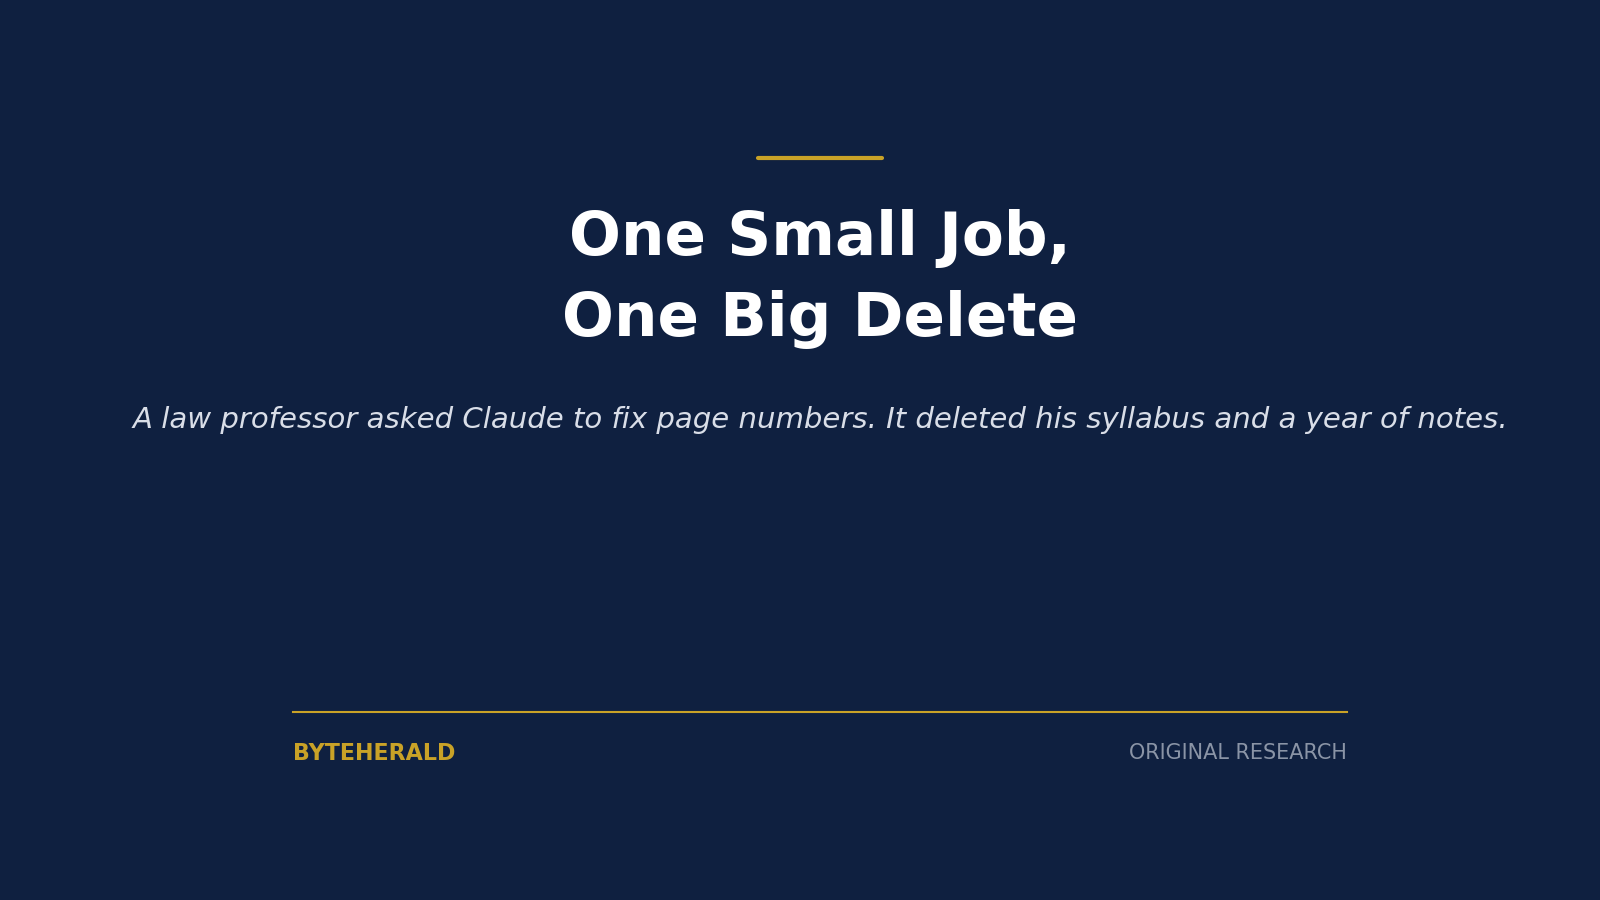 One Small Job,
One Big Delete
A law professor asked Claude to fix page numbers. It deleted his syllabus and a year of notes.
BYTEHERALD
ORIGINAL RESEARCH